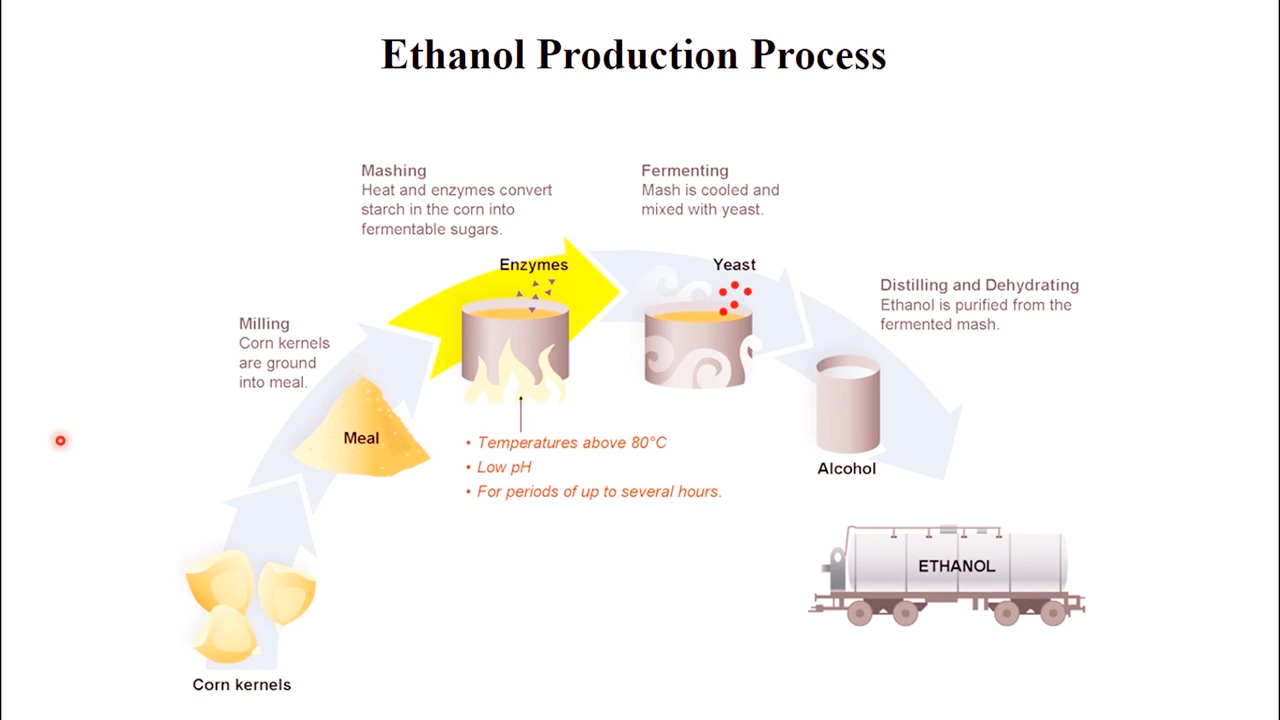 Ethanol Production Process
Mashing
Heat and enzymes convert
starch in the corn into
fermentable sugars.
Fermenting
Mash is cooled and
mixed with yeast.
Enzymes
Yeast
Distilling and Dehydrating
Ethanol is purified from the
fermented mash.
Milling
Corn kernels
are ground
into meal.
Meal
• Temperatures above 80°C
• Low pH
• For periods of up to several hours.
Alcohol
ETHANOL
Corn kernels